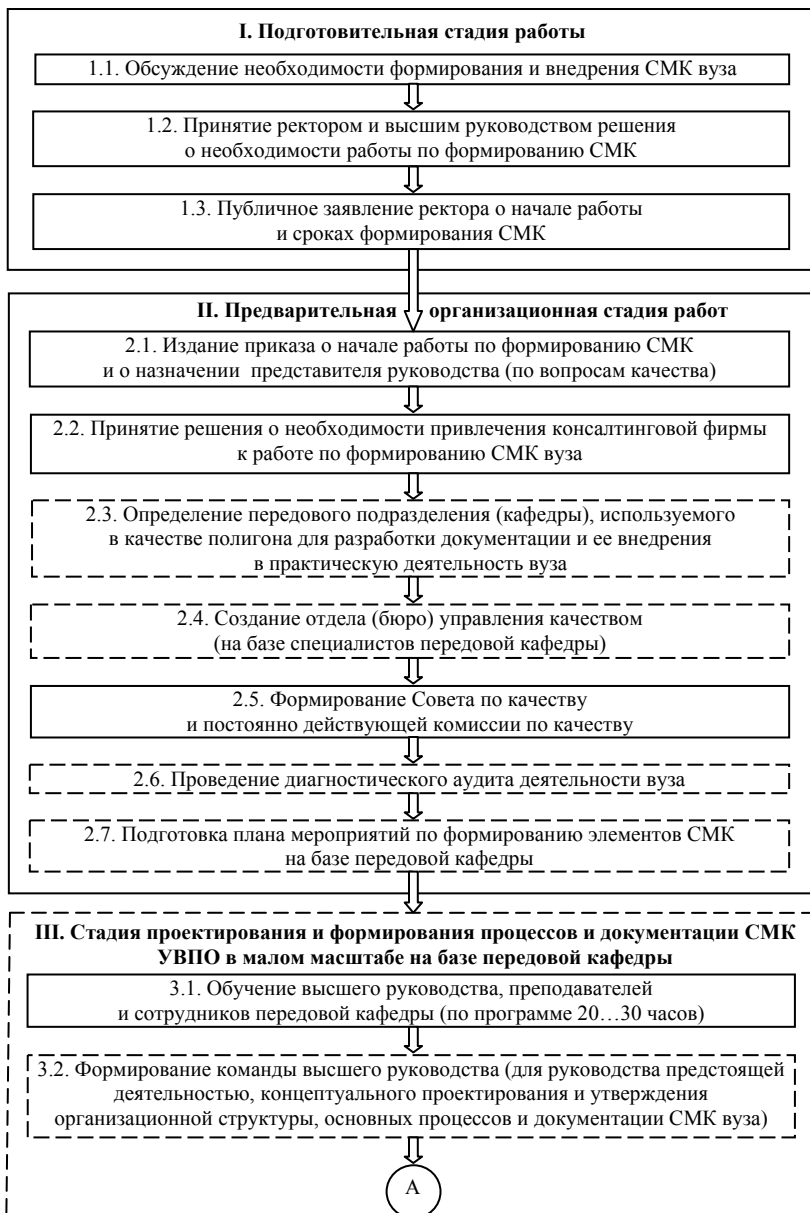 I. Подготовительная стадия работы
1.1. Обсуждение необходимости формирования и внедрения СМК вуза
1.2. Принятие ректором и высшим руководством решения
о необходимости работы по формированию СМК
1.3. Публичное заявление ректора о начале работы
и сроках формирования СМК
II. Предварительная организационная стадия работ
2.1. Издание приказа о начале работы по формированию СМК
и о назначении представителя руководства (по вопросам качества)
2.2. Принятие решения о необходимости привлечения консалтинговой фирмы
к работе по формированию СМК вуза
2.3. Определение передового подразделения (кафедры), используемого
в качестве полигона для разработки документации и ее внедрения
в практическую деятельность вуза
2.4. Создание отдела (бюро) управления качеством
(на базе специалистов передовой кафедры)
2.5. Формирование Совета по качеству
и постоянно действующей комиссии по качеству
2.6. Проведение диагностического аудита деятельности вуза
2.7. Подготовка плана мероприятий по формированию элементов СМК
на базе передовой кафедры
III. Стадия проектирования и формирования процессов и документации СМК
УВПО в малом масштабе на базе передовой кафедры
3.1. Обучение высшего руководства, преподавателей
и сотрудников передовой кафедры (по программе 20…30 часов)
3.2. Формирование команды высшего руководства (для руководства предстоящей
деятельностью, концептуального проектирования и утверждения
организационной структуры, основных процессов и документации СМК вуза)
А